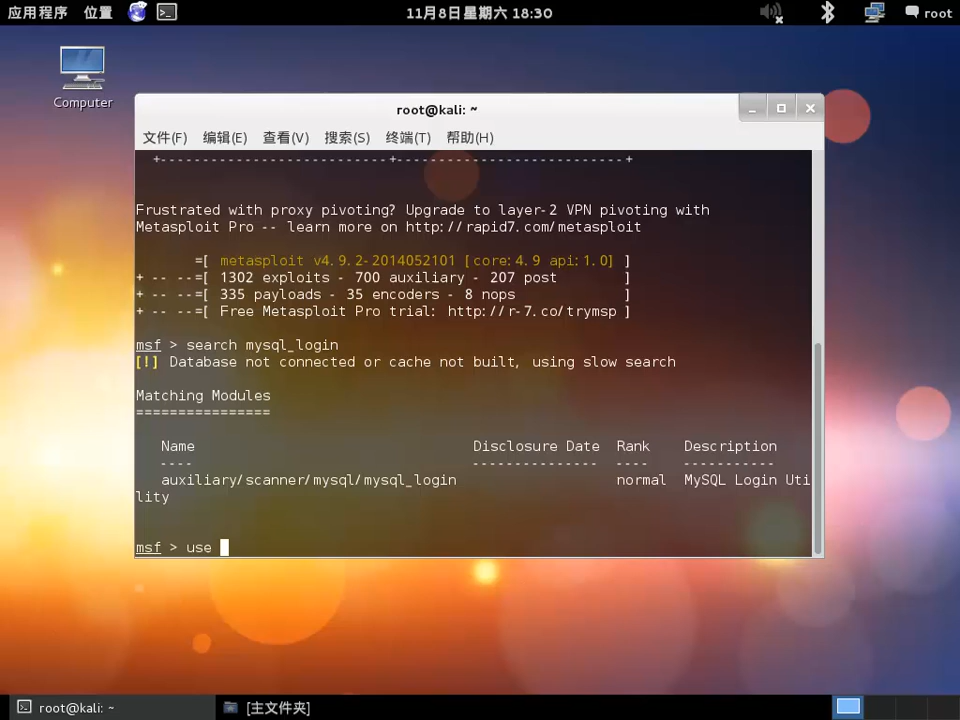 应用程序 位置 11月8日星期六 18:30 root
Computer
root@kali: ~
文件(F) 编辑(E) 查看(V) 搜索(S) 终端(T) 帮助(H)
+---------------------------+---------------------------+
Frustrated with proxy pivoting? Upgrade to layer-2 VPN pivoting with
Metasploit Pro -- learn more on http://rapid7.com/metasploit
=[ metasploit v4.9.2-2014052101 [core:4.9 api:1.0] ]
+ -- --=[ 1302 exploits - 700 auxiliary - 207 post ]
+ -- --=[ 335 payloads - 35 encoders - 8 nops ]
+ -- --=[ Free Metasploit Pro trial: http://r-7.co/trymsp ]
msf > search mysql_login
[!] Database not connected or cache not built, using slow search
Matching Modules
================
Name Disclosure Date Rank Description
---- --------------- ---- -----------
auxiliary/scanner/mysql/mysql_login normal MySQL Login Uti
lity
msf > use
root@kali: ~ [主文件夹]